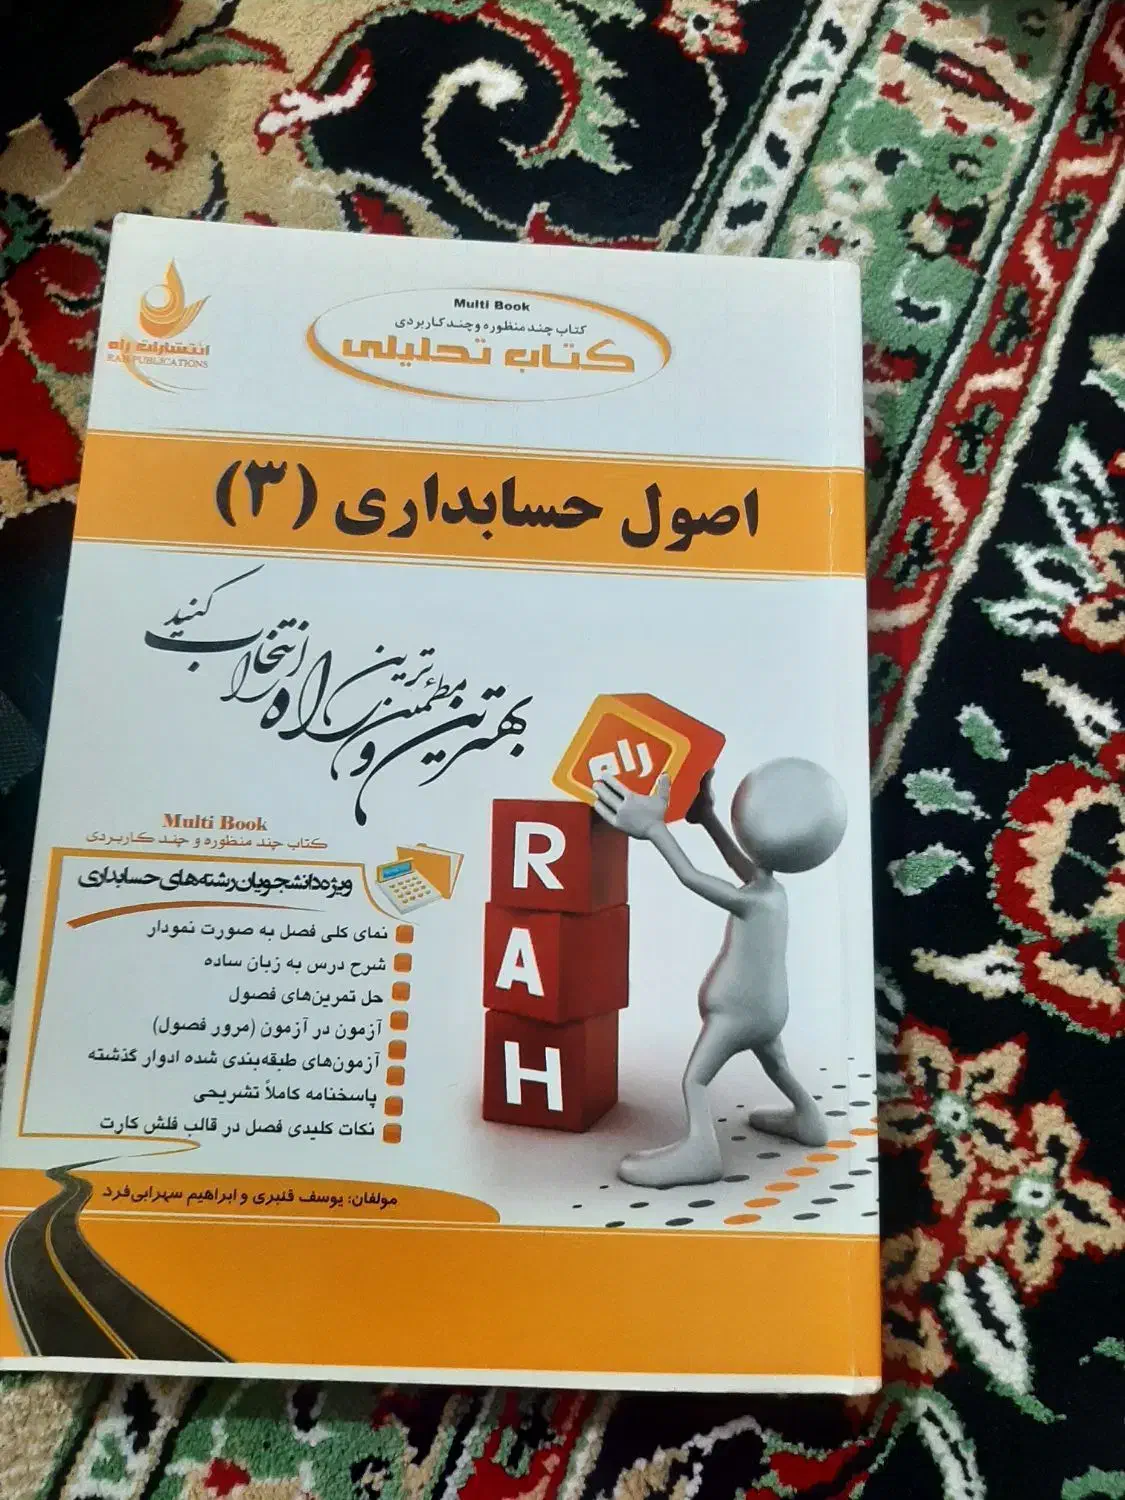 Multi Book
کتاب چند منظوره و چند کاربردی
کتاب تحلیلی
انتشارات راه
RAH PUBLICATIONS
اصول حسابداری (۳)
بهترین و مطمئن ترین راه را انتخاب کنید
راه
R
A
H
Multi Book
کتاب چند منظوره و چند کاربردی
ویژه دانشجویان رشته‌های حسابداری
نمای کلی فصل به صورت نمودار
شرح درس به زبان ساده
حل تمرین‌های فصول
آزمون در آزمون (مرور فصول)
آزمون‌های طبقه‌بندی شده ادوار گذشته
پاسخنامه کاملاً تشریحی
نکات کلیدی فصل در قالب فلش کارت
مولفان: یوسف قنبری و ابراهیم سهرابی‌فرد